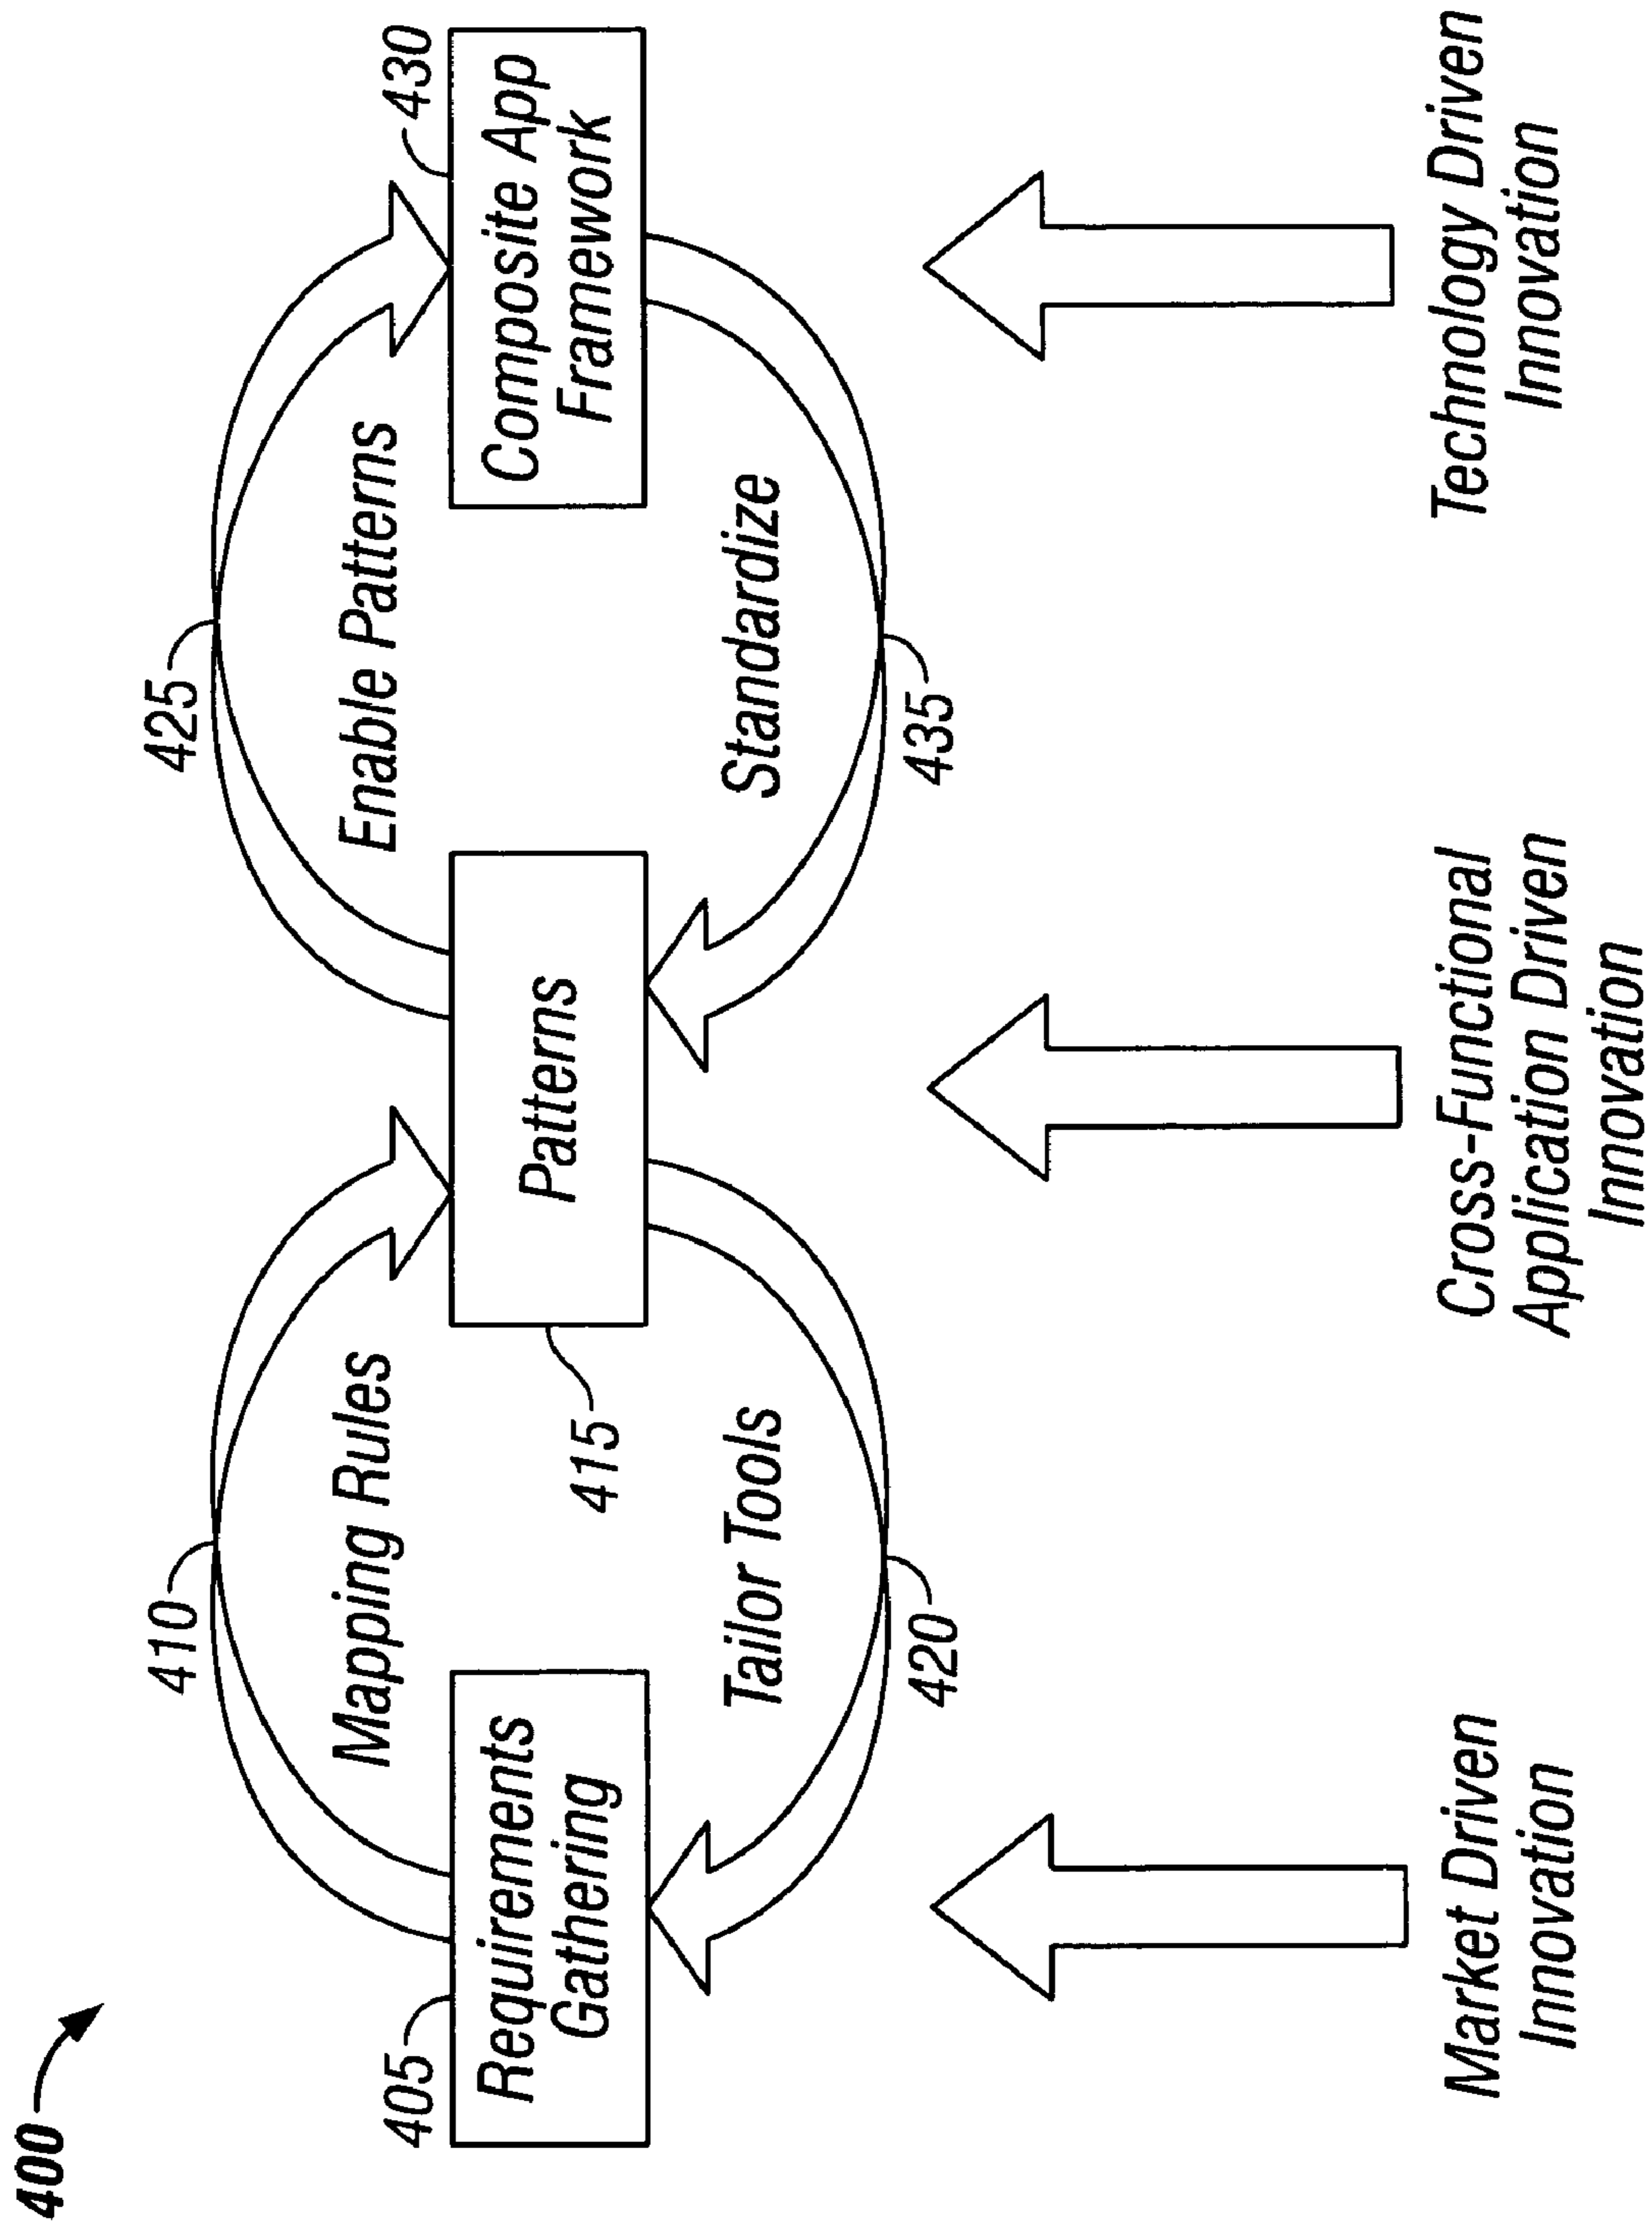 400
410
425
405
430
Mapping Rules
Enable Patterns
Requirements
Gathering
Patterns
Composite App
Framework
415
Tailor Tools
Standardize
420
435
Market Driven
Innovation
Cross-Functional
Application Driven
Innovation
Technology Driven
Innovation